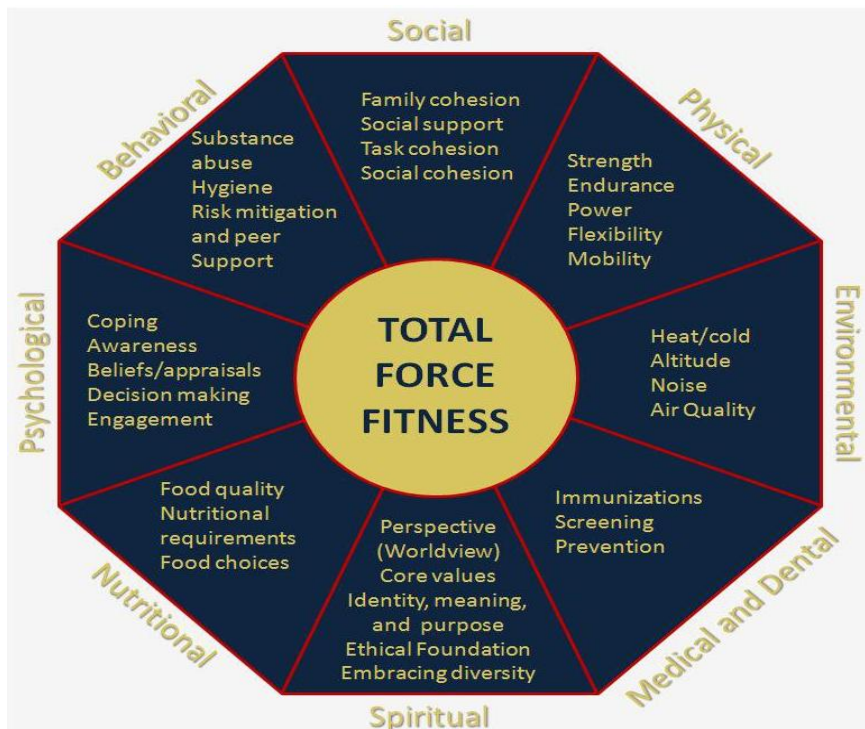 Social
Family cohesion
Social support
Task cohesion
Social cohesion
Physical
Strength
Endurance
Power
Flexibility
Mobility
Environmental
Heat/cold
Altitude
Noise
Air Quality
Medical and Dental
Immunizations
Screening
Prevention
Spiritual
Perspective
(Worldview)
Core values
Identity, meaning,
and purpose
Ethical Foundation
Embracing diversity
Nutritional
Food quality
Nutritional
requirements
Food choices
Psychological
Coping
Awareness
Beliefs/appraisals
Decision making
Engagement
Behavioral
Substance
abuse
Hygiene
Risk mitigation
and peer
Support
TOTAL
FORCE
FITNESS